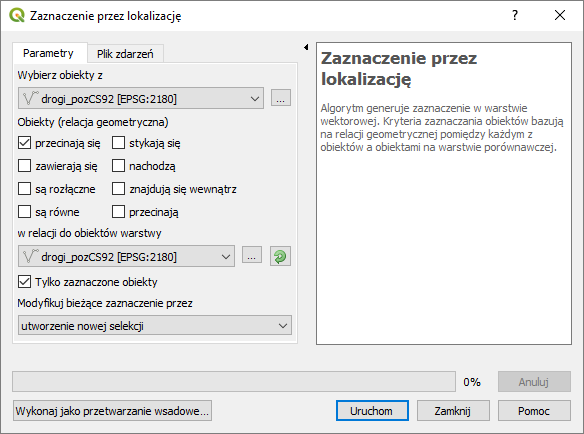 Zaznaczenie przez lokalizację
?
Parametry
Plik zdarzeń
Wybierz obiekty z
drogi_pozCS92 [EPSG:2180]
...
Obiekty (relacja geometryczna)
przecinają się
stykają się
zawierają się
nachodzą
są rozłączne
znajdują się wewnątrz
są równe
przecinają
w relacji do obiektów warstwy
drogi_pozCS92 [EPSG:2180]
...
Tylko zaznaczone obiekty
Modyfikuj bieżące zaznaczenie przez
utworzenie nowej selekcji
Zaznaczenie przez
lokalizację
Algorytm generuje zaznaczenie w warstwie
wektorowej. Kryteria zaznaczania obiektów bazują
na relacji geometrycznej pomiędzy każdym z
obiektów a obiektami na warstwie porównawczej.
0%
Anuluj
Wykonaj jako przetwarzanie wsadowe...
Uruchom
Zamknij
Pomoc